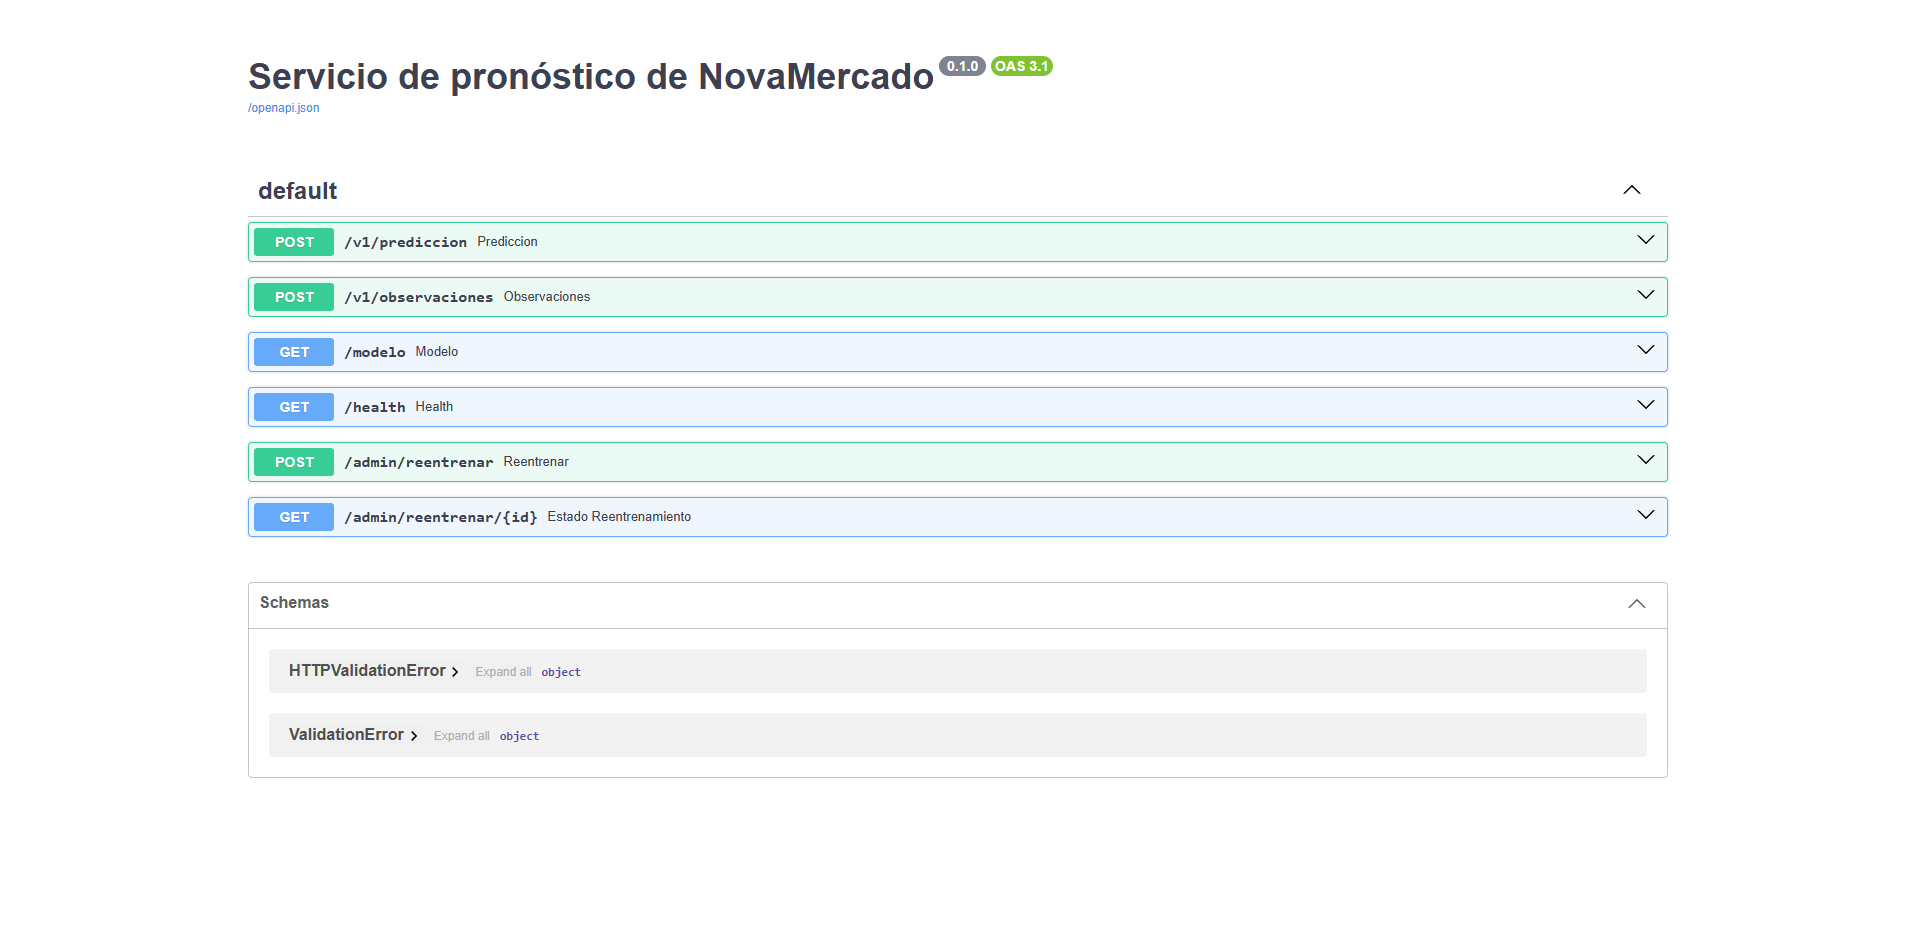 Servicio de pronóstico de NovaMercado 0.1.0 OAS 3.1
/openapi.json
default
POST /v1/prediccion Prediccion
POST /v1/observaciones Observaciones
GET /modelo Modelo
GET /health Health
POST /admin/reentrenar Reentrenar
GET /admin/reentrenar/{id} Estado Reentrenamiento
Schemas
HTTPValidationError Expand all object
ValidationError Expand all object